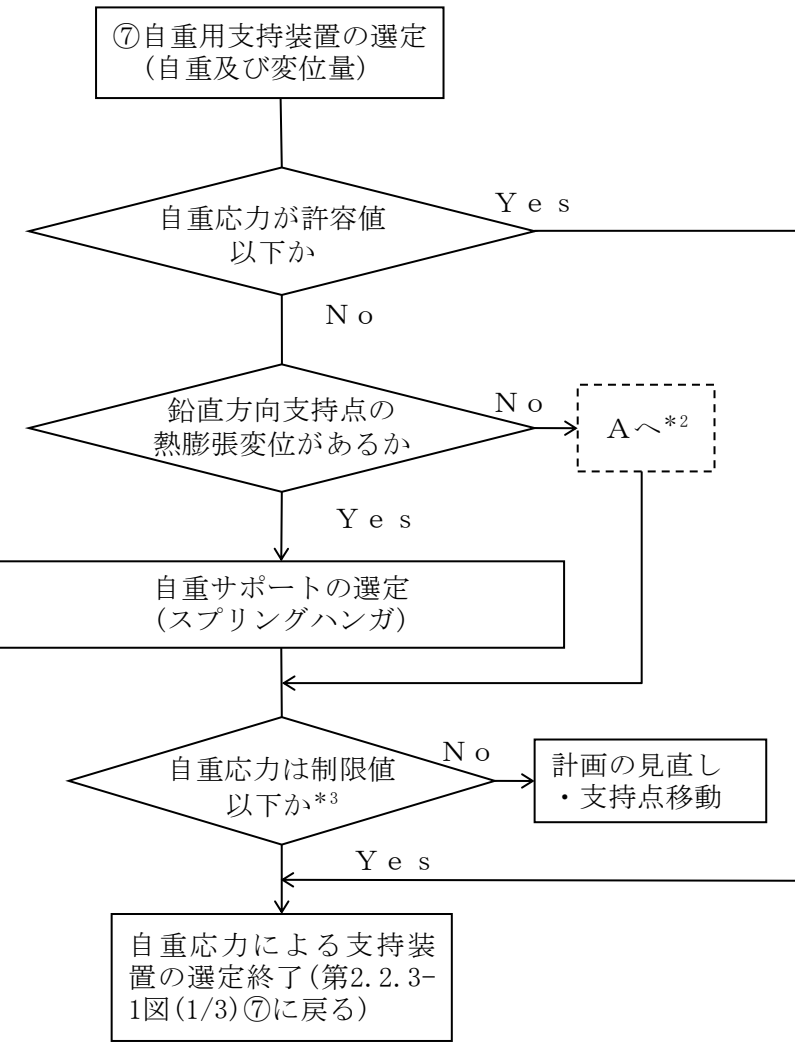 ⑦自重用支持装置の選定
(自重及び変位量)
Ｙｅｓ
自重応力が許容値
以下か
Ｎｏ
鉛直方向支持点の
熱膨張変位があるか
Ｎｏ
Ａへ*2
Ｙｅｓ
自重サポートの選定
(スプリングハンガ)
自重応力は制限値
以下か*3
Ｎｏ
計画の見直し
・支持点移動
Ｙｅｓ
自重応力による支持装
置の選定終了(第2.2.3-
1図(1/3)⑦に戻る)